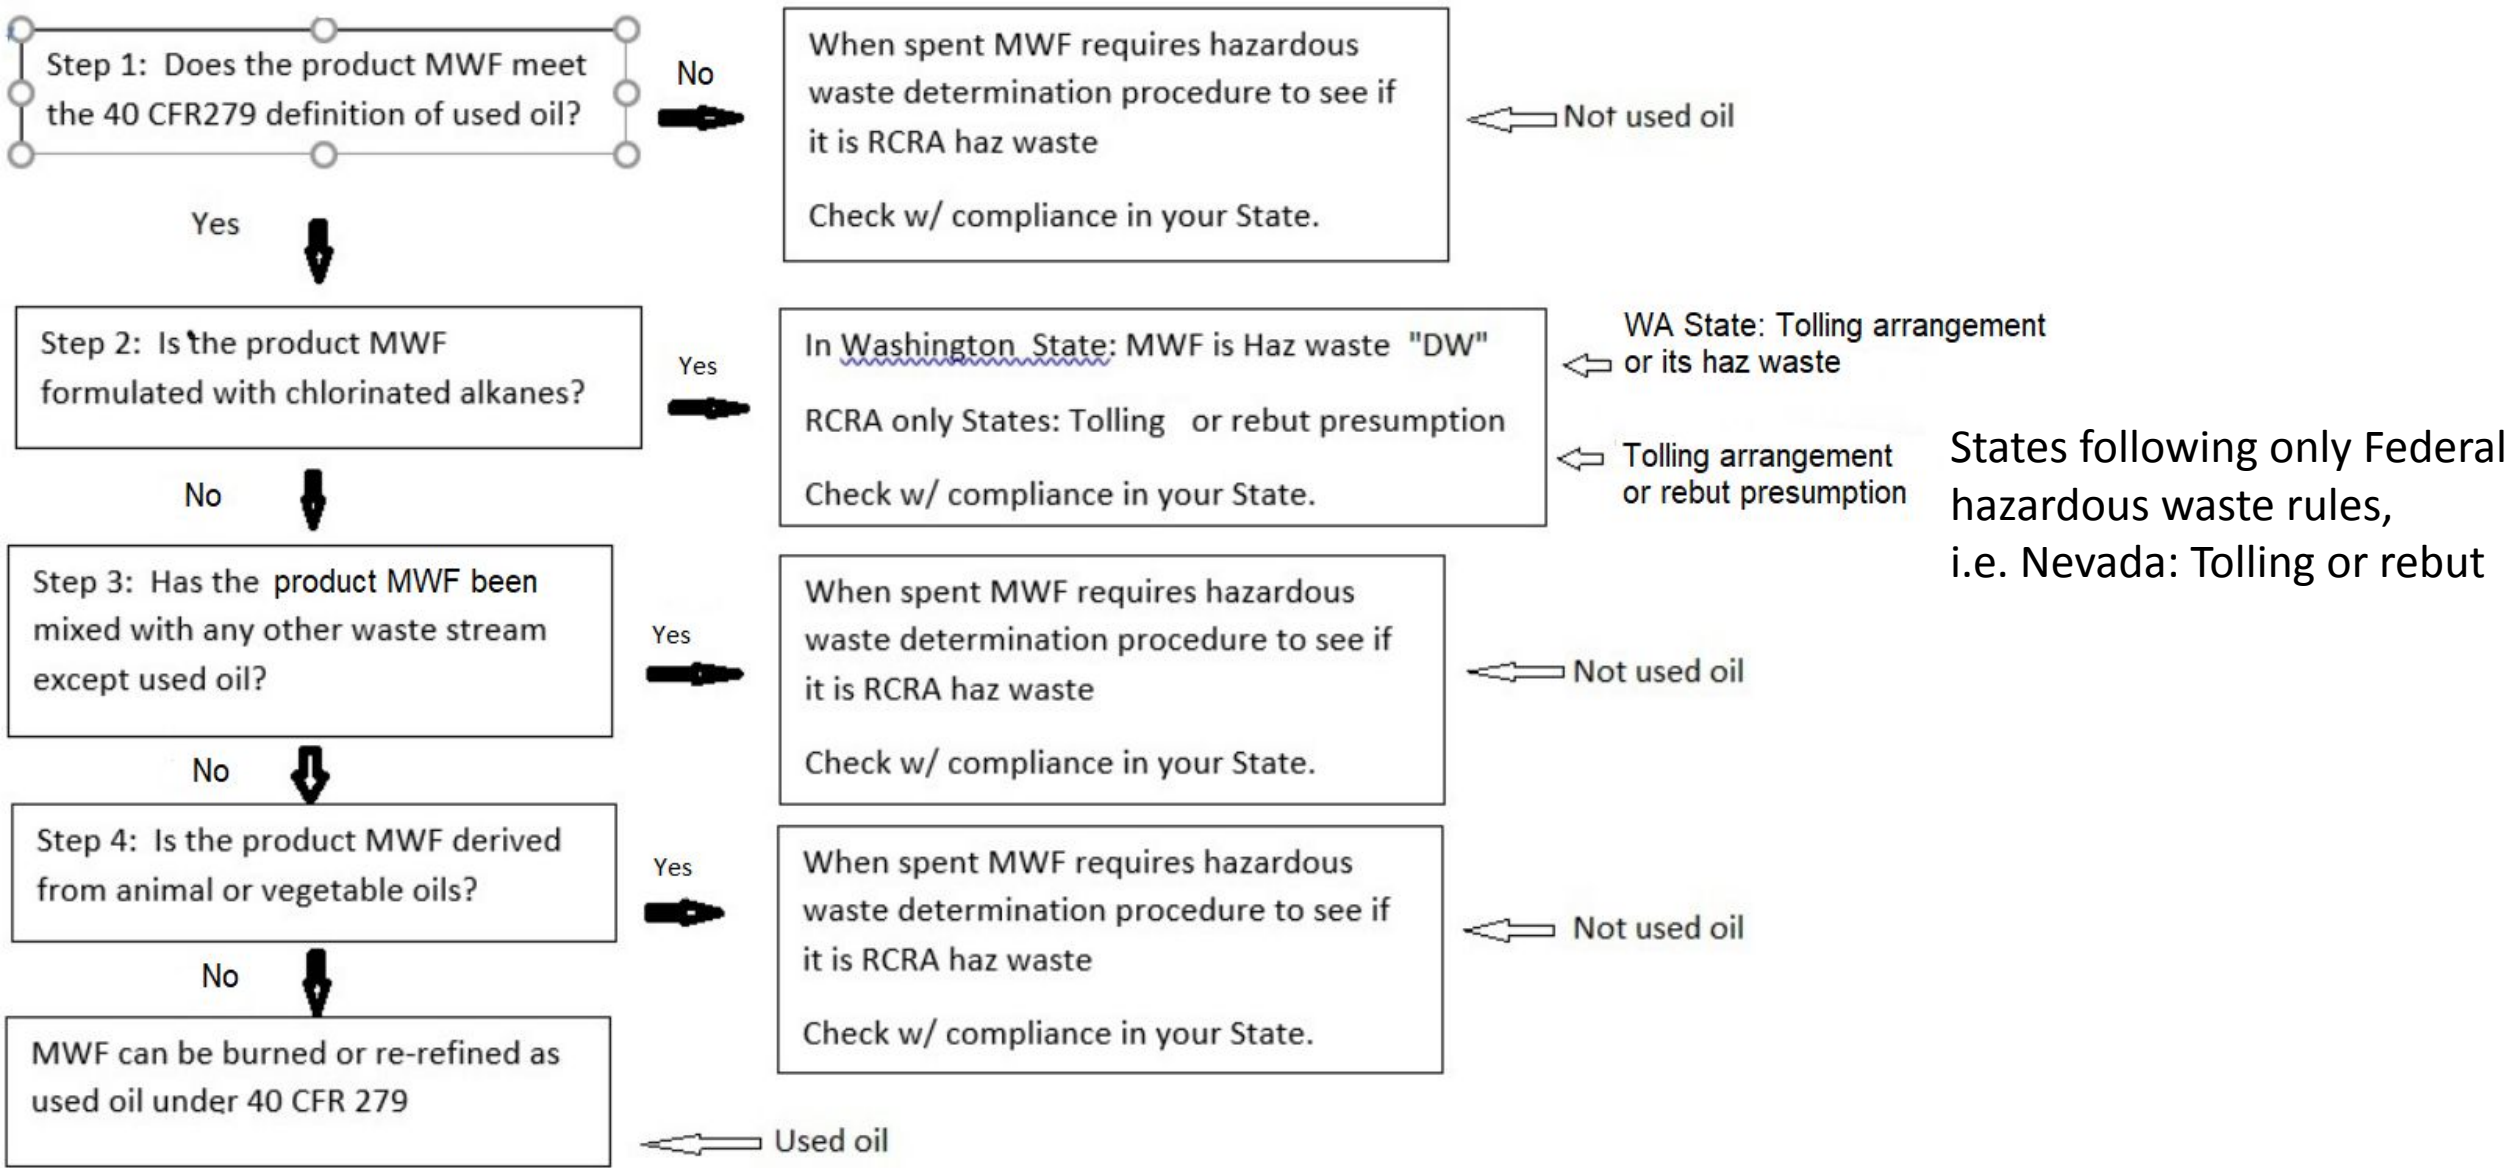 Step 1: Does the product MWF meet
the 40 CFR279 definition of used oil?
No
When spent MWF requires hazardous
waste determination procedure to see if
it is RCRA haz waste
Check w/ compliance in your State.
Not used oil
Yes
Step 2: Is the product MWF
formulated with chlorinated alkanes?
Yes
In Washington State: MWF is Haz waste "DW"
RCRA only States: Tolling or rebut presumption
Check w/ compliance in your State.
WA State: Tolling arrangement
or its haz waste
Tolling arrangement
or rebut presumption
States following only Federal
hazardous waste rules,
i.e. Nevada: Tolling or rebut
No
Step 3: Has the product MWF been
mixed with any other waste stream
except used oil?
Yes
When spent MWF requires hazardous
waste determination procedure to see if
it is RCRA haz waste
Check w/ compliance in your State.
Not used oil
No
Step 4: Is the product MWF derived
from animal or vegetable oils?
Yes
When spent MWF requires hazardous
waste determination procedure to see if
it is RCRA haz waste
Check w/ compliance in your State.
Not used oil
No
MWF can be burned or re-refined as
used oil under 40 CFR 279
Used oil